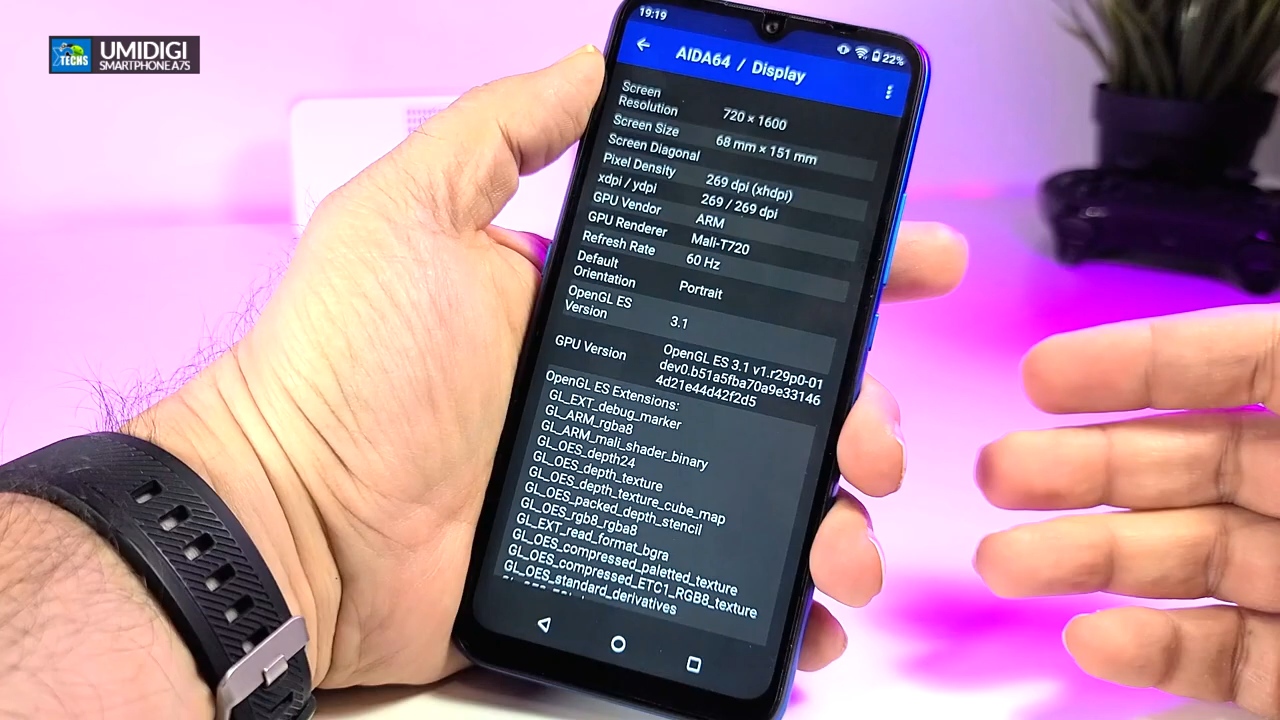 TECHS
UMIDIGI
SMARTPHONE A7S
19:19
22%
AIDA64 / Display
Screen
Resolution
720 × 1600
Screen Size
68 mm × 151 mm
Screen Diagonal
Pixel Density
269 dpi (xhdpi)
xdpi / ydpi
269 / 269 dpi
GPU Vendor
ARM
GPU Renderer
Mali-T720
Refresh Rate
60 Hz
Default
Orientation
Portrait
OpenGL ES
Version
3.1
GPU Version
OpenGL ES 3.1 v1.r29p0-01
dev0.b51a5fba70a9e33146
4d21e44d42f2d5
OpenGL ES Extensions:
GL_EXT_debug_marker
GL_ARM_rgba8
GL_ARM_mali_shader_binary
GL_OES_depth24
GL_OES_depth_texture
GL_OES_depth_texture_cube_map
GL_OES_packed_depth_stencil
GL_OES_rgb8_rgba8
GL_EXT_read_format_bgra
GL_OES_compressed_paletted_texture
GL_OES_compressed_ETC1_RGB8_texture
GL_OES_standard_derivatives